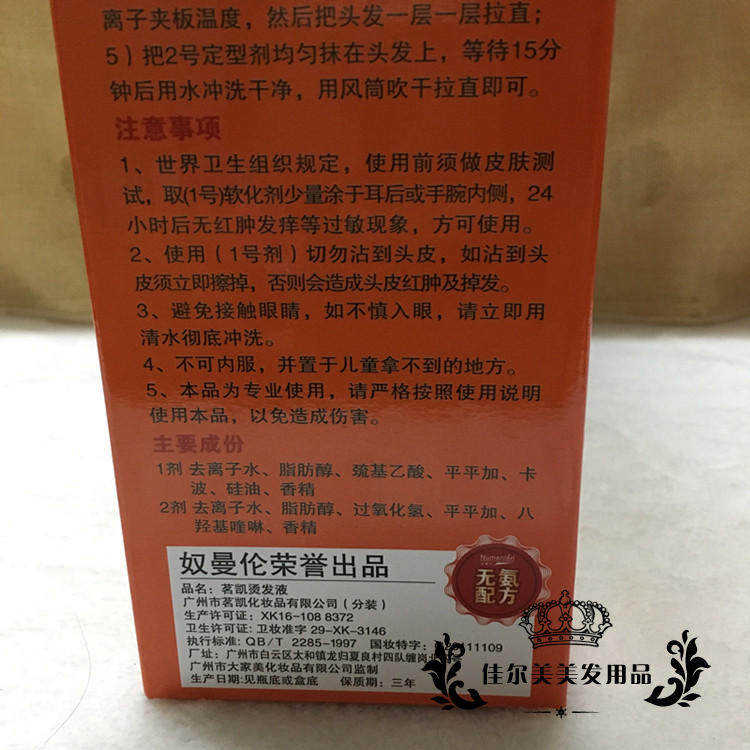 离子夹板温度，然后把头发一层一层拉直；
5）把2号定型剂均匀抹在头发上，等待15分
钟后用水冲洗干净，用风筒吹干拉直即可。
注意事项
1、世界卫生组织规定，使用前须做皮肤测
试，取(1号)软化剂少量涂于耳后或手腕内侧，24
小时后无红肿发痒等过敏现象，方可使用。
2、使用（1号剂）切勿沾到头皮，如沾到头
皮须立即擦掉，否则会造成头皮红肿及掉发。
3、避免接触眼睛，如不慎入眼，请立即用
清水彻底冲洗。
4、不可内服，并置于儿童拿不到的地方。
5、本品为专业使用，请严格按照使用说明
使用本品，以免造成伤害。
主要成份
1剂 去离子水、脂肪醇、巯基乙酸、平平加、卡
波、硅油、香精
2剂 去离子水、脂肪醇、过氧化氢、平平加、八
羟基喹啉、香精
奴曼伦荣誉出品
无氨
配方
品名：茗凯烫发液
广州市茗凯化妆品有限公司（分装）
生产许可证：XK16-108 8372
卫生许可证：卫妆准字 29-XK-3146
执行标准：QB/T 2285-1997 国妆特字：11109
厂址：广州市白云区太和镇龙归夏良村四队缠岗
广州市大家美化妆品有限公司监制
生产日期:见瓶底或盒底 保质期：三年
佳尔美美发用品